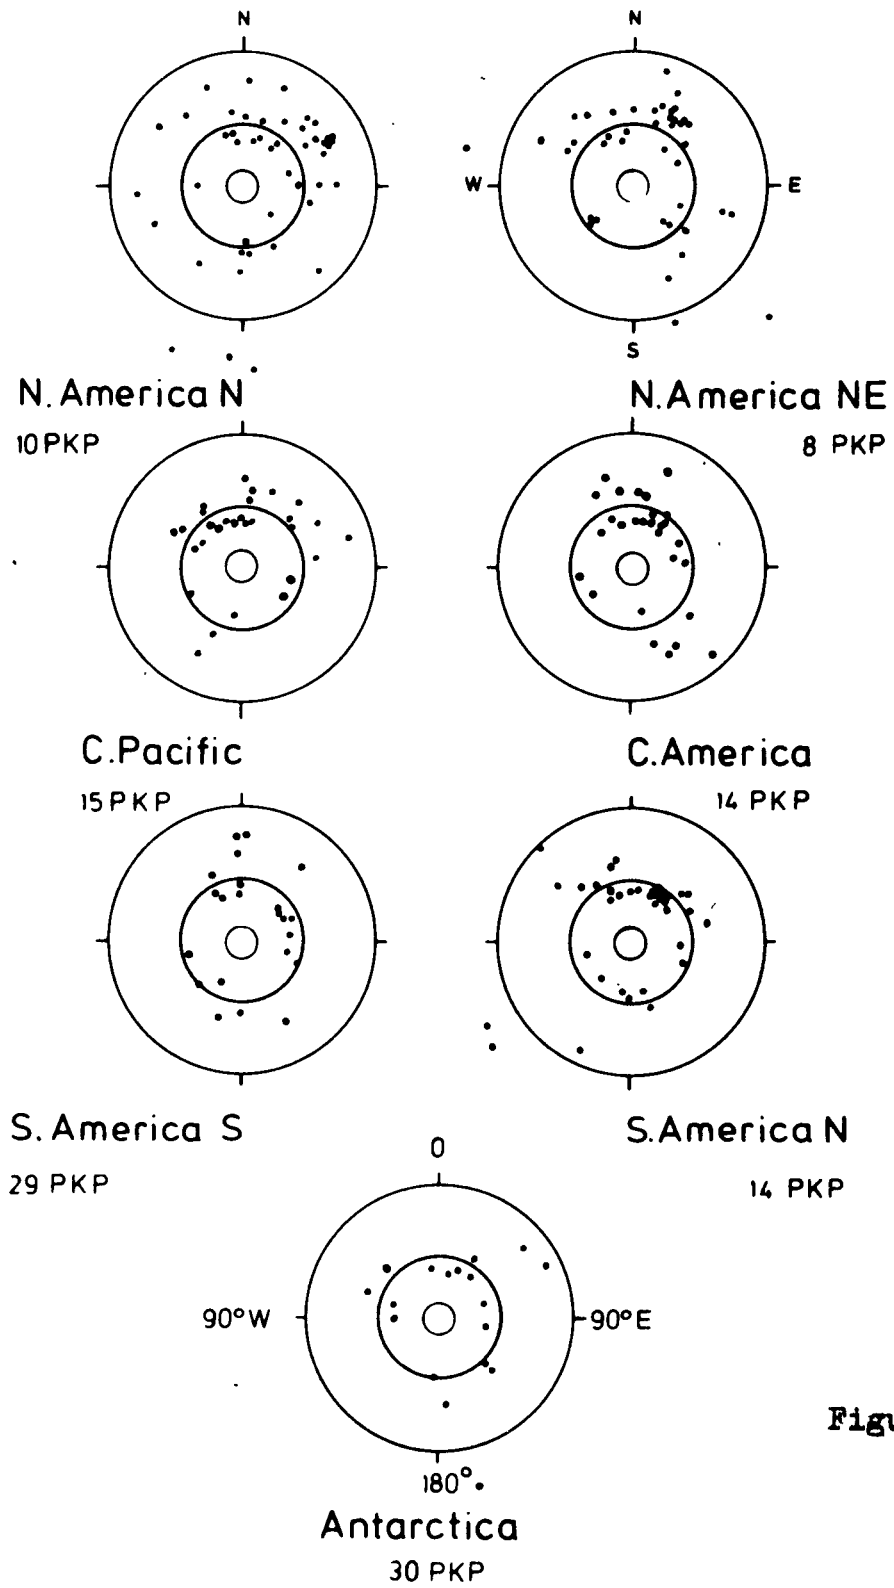 N N
W E
S
N. America N N. America NE
10 PKP 8 PKP
C. Pacific C. America
15 PKP 14 PKP
S. America S S. America N
29 PKP 14 PKP
0
90°W 90°E
180°
Antarctica
30 PKP